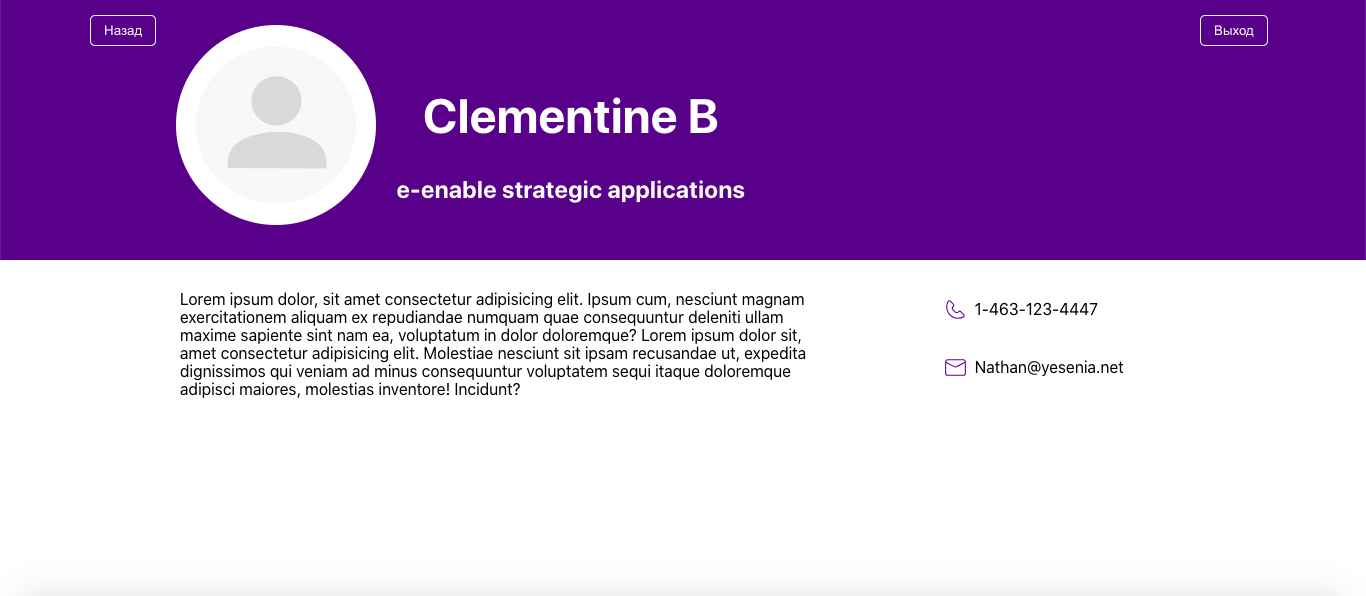 Назад
Выход
Clementine B
e-enable strategic applications
Lorem ipsum dolor, sit amet consectetur adipisicing elit. Ipsum cum, nesciunt magnam
exercitationem aliquam ex repudiandae numquam quae consequuntur deleniti ullam
maxime sapiente sint nam ea, voluptatum in dolor doloremque? Lorem ipsum dolor sit,
amet consectetur adipisicing elit. Molestiae nesciunt sit ipsam recusandae ut, expedita
dignissimos qui veniam ad minus consequuntur voluptatem sequi itaque doloremque
adipisci maiores, molestias inventore! Incidunt?
1-463-123-4447
Nathan@yesenia.net